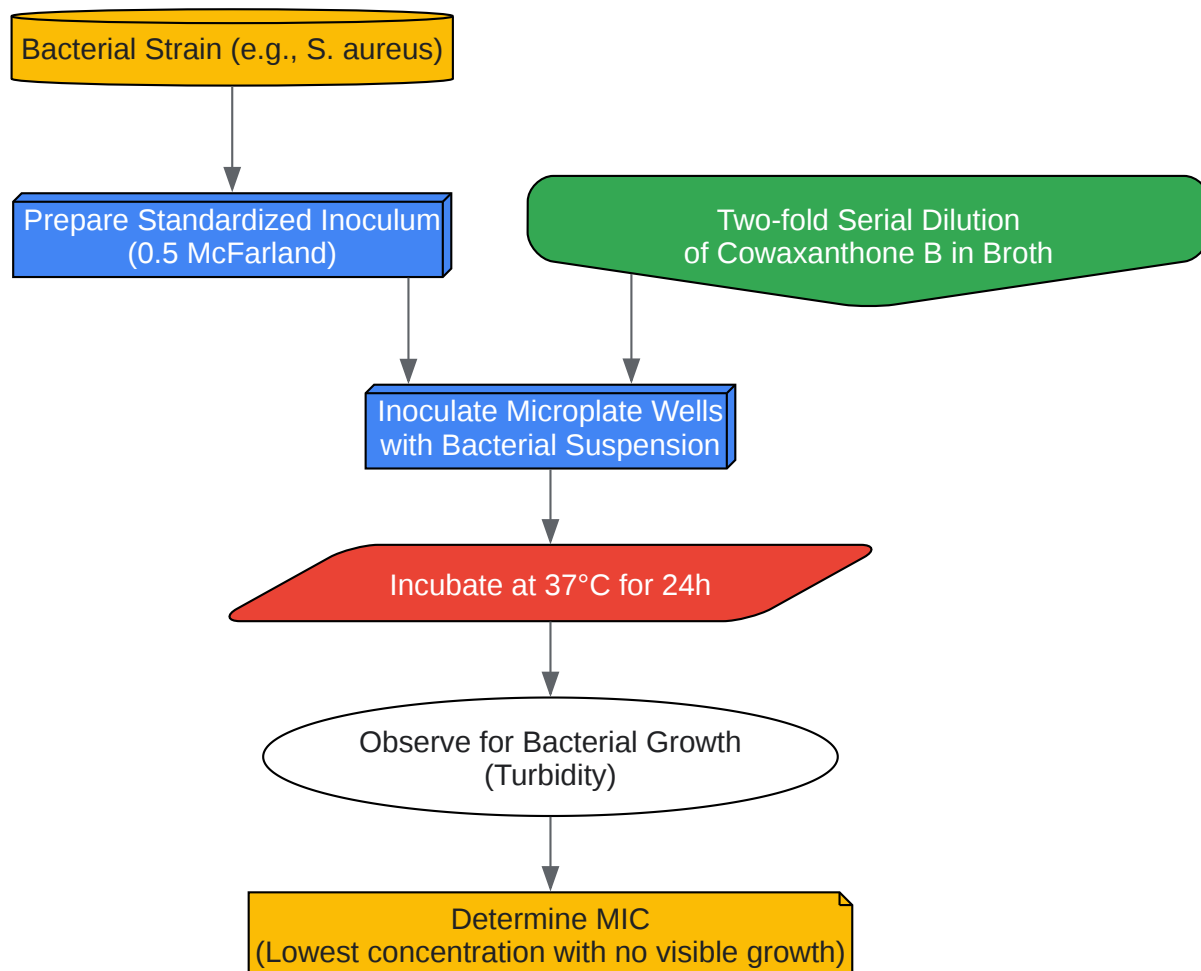 Bacterial Strain (e.g., S. aureus)
Prepare Standardized Inoculum
(0.5 McFarland)
Two-fold Serial Dilution
of Cowaxanthone B in Broth
Inoculate Microplate Wells
with Bacterial Suspension
Incubate at 37°C for 24h
Observe for Bacterial Growth
(Turbidity)
Determine MIC
(Lowest concentration with no visible growth)